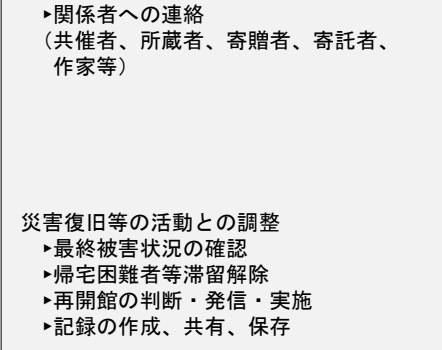 ▸関係者への連絡
（共催者、所蔵者、寄贈者、寄託者、
作家等）
災害復旧等の活動との調整
▸最終被害状況の確認
▸帰宅困難者等滞留解除
▸再開館の判断・発信・実施
▸記録の作成、共有、保存